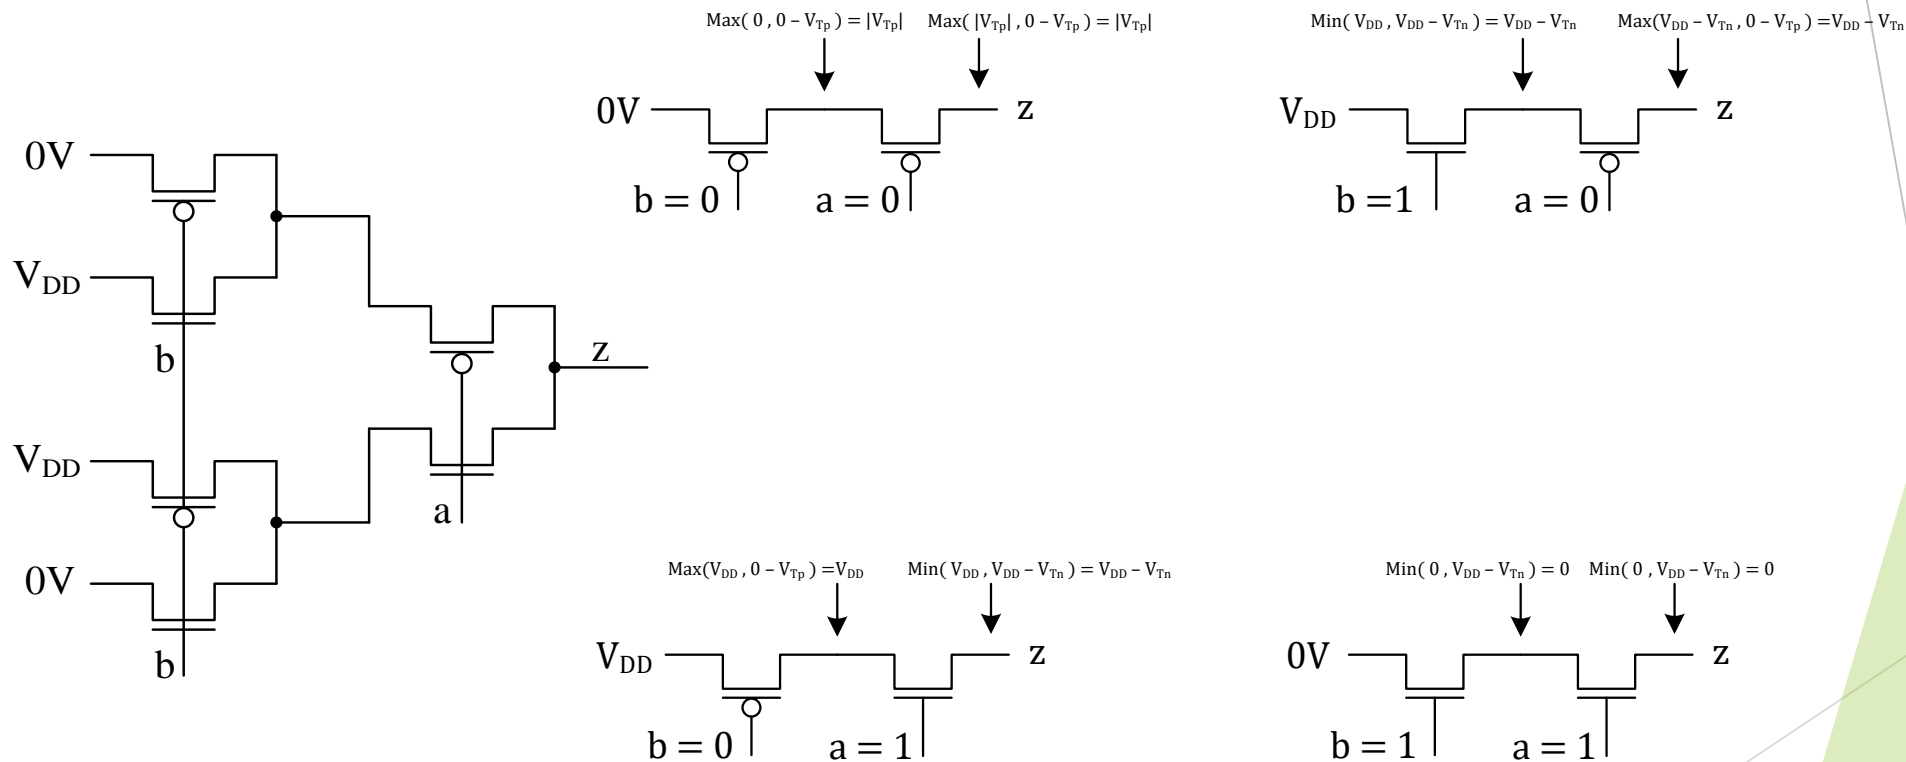 0V
V_DD
b
V_DD
0V
b
a
z
Max( 0 , 0 – V_Tp ) = |V_Tp|
Max( |V_Tp| , 0 – V_Tp ) = |V_Tp|
0V
z
b = 0
a = 0
Min( V_DD , V_DD – V_Tn ) = V_DD – V_Tn
Max(V_DD – V_Tn , 0 – V_Tp ) =V_DD – V_Tn
V_DD
z
b =1
a = 0
Max(V_DD , 0 – V_Tp ) =V_DD
Min( V_DD , V_DD – V_Tn ) = V_DD – V_Tn
V_DD
z
b = 0
a = 1
Min( 0 , V_DD – V_Tn ) = 0
Min( 0 , V_DD – V_Tn ) = 0
0V
z
b = 1
a = 1